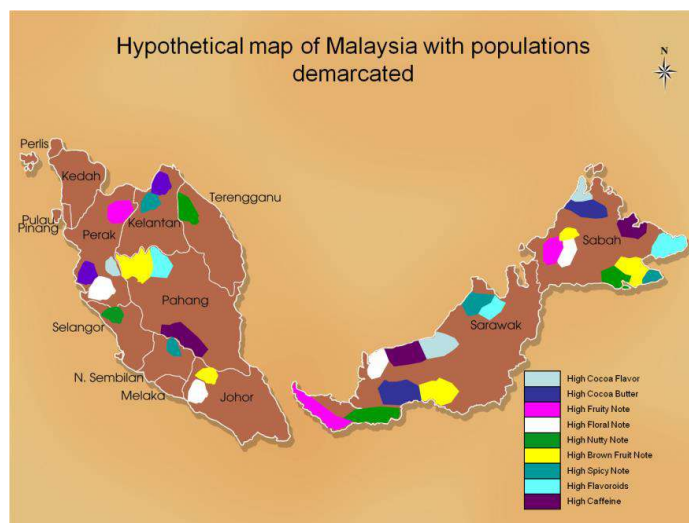 Hypothetical map of Malaysia with populations
demarcated
N
Perlis
Kedah
Pulau
Pinang
Perak
Kelantan
Terengganu
Pahang
Selangor
N. Sembilan
Melaka
Johor
Sabah
Sarawak
High Cocoa Flavor
High Cocoa Butter
High Fruity Note
High Floral Note
High Nutty Note
High Brown Fruit Note
High Spicy Note
High Flavoroids
High Caffeine